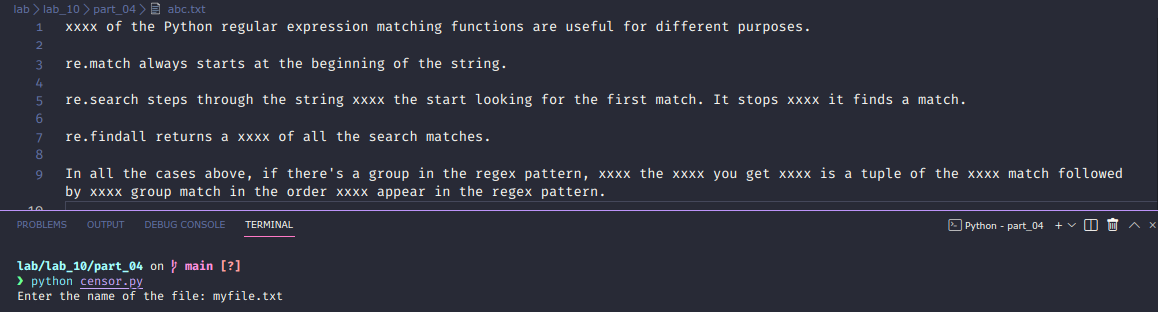 lab > lab_10 > part_04 > abc.txt
1 xxxx of the Python regular expression matching functions are useful for different purposes.
2
3 re.match always starts at the beginning of the string.
4
5 re.search steps through the string xxxx the start looking for the first match. It stops xxxx it finds a match.
6
7 re.findall returns a xxxx of all the search matches.
8
9 In all the cases above, if there's a group in the regex pattern, xxxx the xxxx you get xxxx is a tuple of the xxxx match followed
by xxxx group match in the order xxxx appear in the regex pattern.
10
PROBLEMS OUTPUT DEBUG CONSOLE TERMINAL Python - part_04
lab/lab_10/part_04 on main [?]
❯ python censor.py
Enter the name of the file: myfile.txt